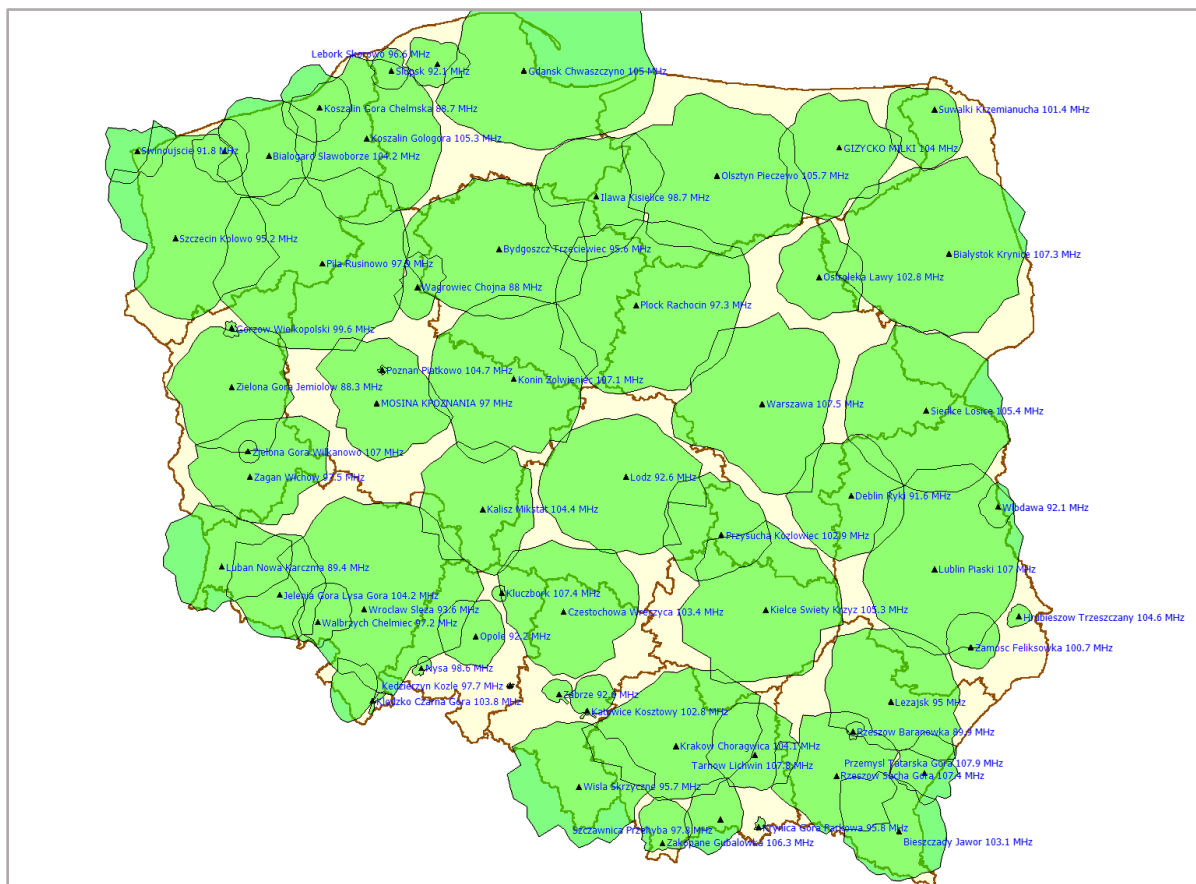 Lebork Skorowo 96.6 MHz
Slupsk 92.1 MHz
Gdansk Chwaszczyno 105 MHz
Koszalin Gora Chelmska 88.7 MHz
Suwalki Krzemianucha 101.4 MHz
Koszalin Gologora 105.3 MHz
Swinoujscie 91.8 MHz
Bialogard Slawoborze 104.2 MHz
GIZYCKO MILKI 104 MHz
Olsztyn Pieczewo 105.7 MHz
Ilawa Kisielice 98.7 MHz
Szczecin Kolowo 95.2 MHz
Bydgoszcz Trzeciewiec 95.6 MHz
Bialystok Krynice 107.3 MHz
Pila Rusinowo 97.9 MHz
Ostroleka Lawy 102.8 MHz
Wagrowiec Chojna 88 MHz
Plock Rachocin 97.3 MHz
Gorzow Wielkopolski 99.6 MHz
Poznan Piatkowo 104.7 MHz
Konin Zolwieniec 107.1 MHz
Zielona Gora Jemiolow 88.3 MHz
MOSINA KPOZNANIA 97 MHz
Warszawa 107.5 MHz
Siedlce Losice 105.4 MHz
Zielona Gora Wilkanowo 107 MHz
Zagan Wichow 93.5 MHz
Lodz 92.6 MHz
Deblin Ryki 91.6 MHz
Wlodawa 92.1 MHz
Kalisz Mikstat 104.4 MHz
Przysucha Kozlowiec 102.9 MHz
Luban Nowa Karczma 89.4 MHz
Lublin Piaski 107 MHz
Jelenia Gora Lysa Gora 104.2 MHz
Kluczbork 107.4 MHz
Wroclaw Sleza 93.6 MHz
Czestochowa Wreczyca 103.4 MHz
Kielce Swiety Krzyz 105.3 MHz
Hrubieszow Trzeszczany 104.6 MHz
Walbrzych Chelmiec 97.2 MHz
Opole 92.2 MHz
Zamosc Feliksowka 100.7 MHz
Nysa 98.6 MHz
Kedzierzyn Kozle 97.7 MHz
Zabrze 92.8 MHz
Klodzko Czarna Gora 103.8 MHz
Lezajsk 95 MHz
Katowice Kosztowy 102.8 MHz
Rzeszow Baranowka 89.9 MHz
Krakow Choragwica 104.1 MHz
Tarnow Lichwin 107.8 MHz
Przemysl Tatarska Gora 107.9 MHz
Rzeszow Sucha Gora 107.4 MHz
Wisla Skrzyczne 95.7 MHz
Szczawnica Przehyba 97.8 MHz
Krynica Gora Parkowa 95.8 MHz
Zakopane Gubalowka 106.3 MHz
Bieszczady Jawor 103.1 MHz